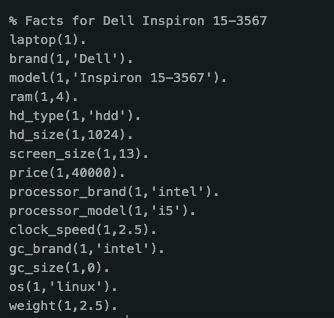 % Facts for Dell Inspiron 15-3567
laptop(1).
brand(1,'Dell').
model(1,'Inspiron 15-3567').
ram(1,4).
hd_type(1,'hdd').
hd_size(1,1024).
screen_size(1,13).
price(1,40000).
processor_brand(1,'intel').
processor_model(1,'i5').
clock_speed(1,2.5).
gc_brand(1,'intel').
gc_size(1,0).
os(1,'linux').
weight(1,2.5).